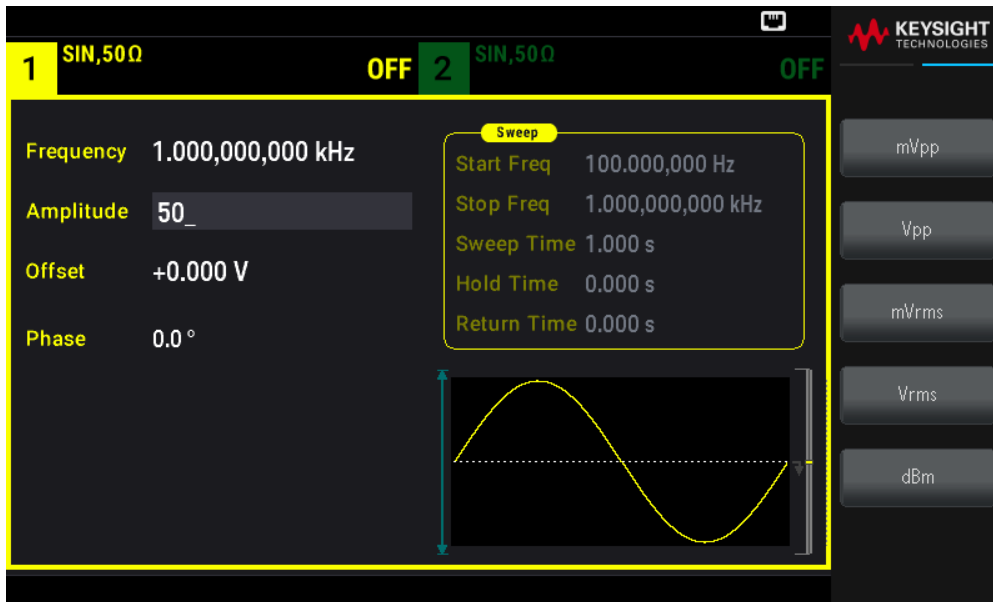 KEYSIGHT
TECHNOLOGIES
1 SIN,50Ω OFF
2 SIN,50Ω OFF
Frequency 1.000,000,000 kHz
Amplitude 50_
Offset +0.000 V
Phase 0.0 °
Sweep
Start Freq 100.000,000 Hz
Stop Freq 1.000,000,000 kHz
Sweep Time 1.000 s
Hold Time 0.000 s
Return Time 0.000 s
mVpp
Vpp
mVrms
Vrms
dBm